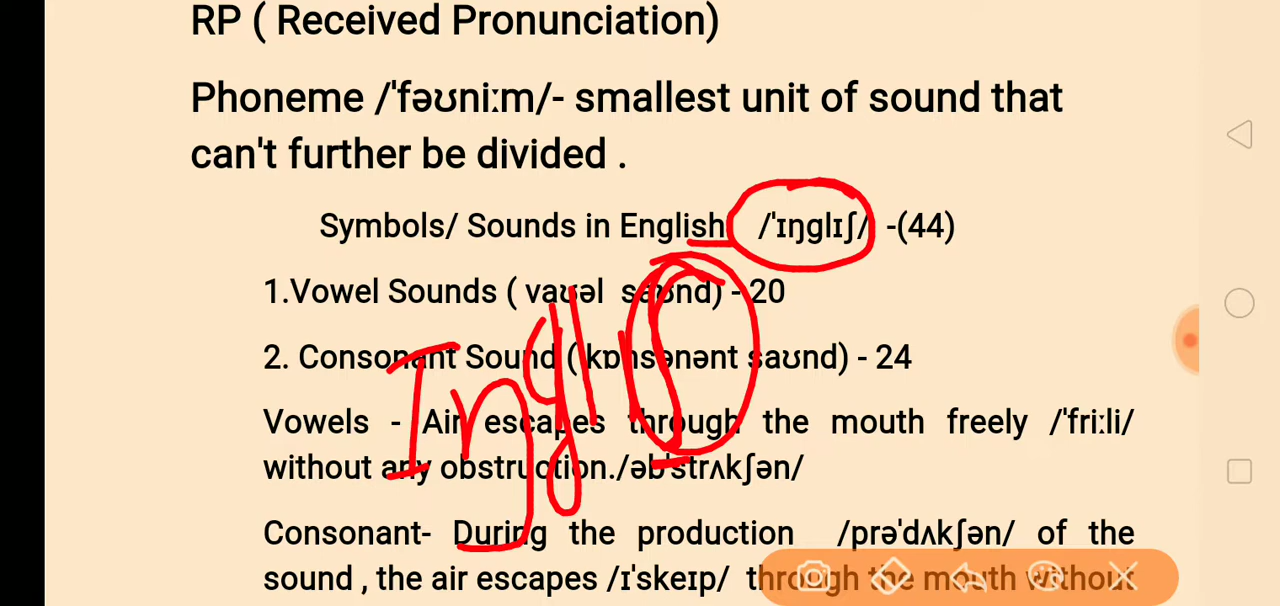 RP ( Received Pronunciation)
Phoneme /ˈfəʊniːm/- smallest unit of sound that
can't further be divided .
Symbols/ Sounds in English /ˈɪŋglɪʃ/ -(44)
1.Vowel Sounds ( vaʊəl saʊnd) - 20
2. Consonant Sound ( kɒnsənənt saʊnd) - 24
Vowels - Air escapes through the mouth freely /ˈfriːli/
without any obstruction./əbˈstrʌkʃən/
Consonant- During the production /prəˈdʌkʃən/ of the
sound , the air escapes /ɪˈskeɪp/ through the mouth without
ɪŋglɪʃ